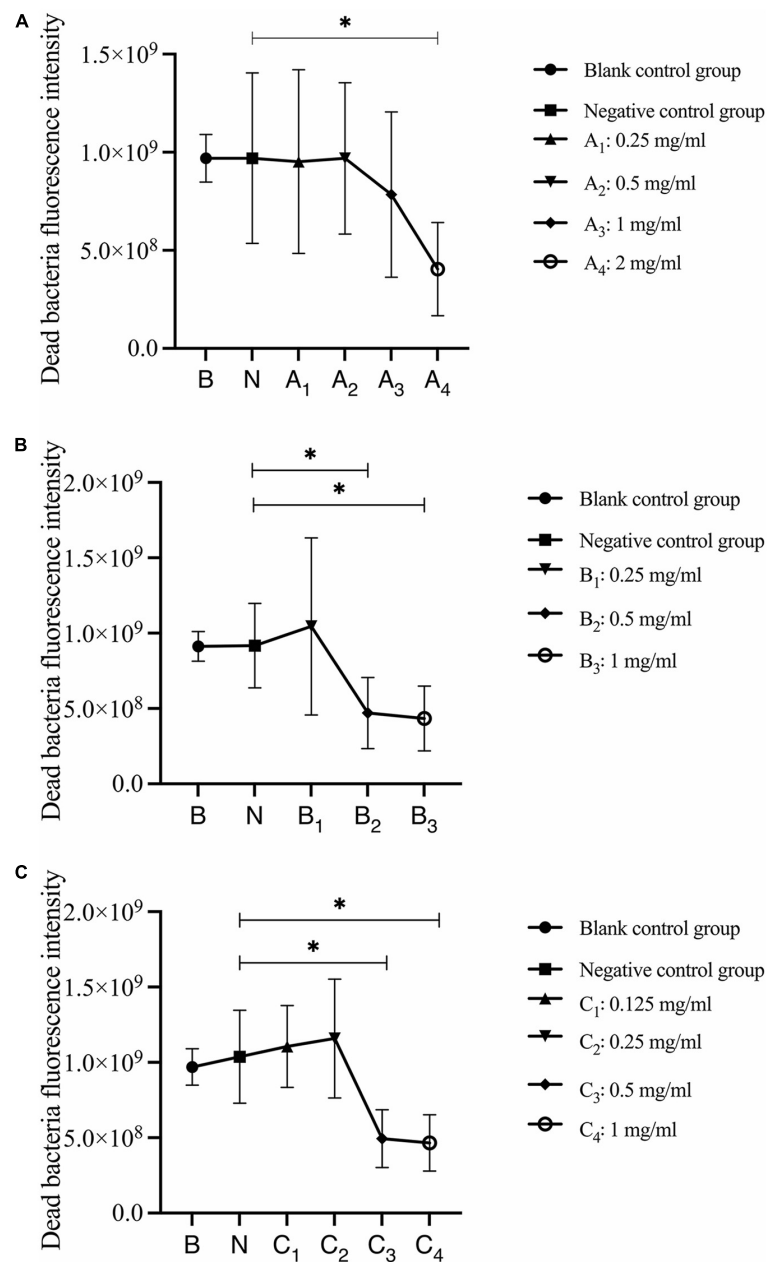 A
*
Dead bacteria fluorescence intensity
1.5×10⁹
1.0×10⁹
5.0×10⁸
0.0
B N A₁ A₂ A₃ A₄
Blank control group
Negative control group
A₁: 0.25 mg/ml
A₂: 0.5 mg/ml
A₃: 1 mg/ml
A₄: 2 mg/ml
B
*
*
Dead bacteria fluorescence intensity
2.0×10⁹
1.5×10⁹
1.0×10⁹
5.0×10⁸
0.0
B N B₁ B₂ B₃
Blank control group
Negative control group
B₁: 0.25 mg/ml
B₂: 0.5 mg/ml
B₃: 1 mg/ml
C
*
*
Dead bacteria fluorescence intensity
2.0×10⁹
1.5×10⁹
1.0×10⁹
5.0×10⁸
0.0
B N C₁ C₂ C₃ C₄
Blank control group
Negative control group
C₁: 0.125 mg/ml
C₂: 0.25 mg/ml
C₃: 0.5 mg/ml
C₄: 1 mg/ml